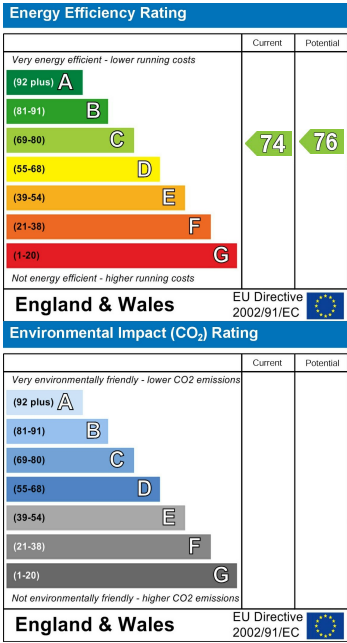 Energy Efficiency Rating
Current Potential
Very energy efficient - lower running costs
(92 plus) A
(81-91) B
(69-80) C 74 76
(55-68) D
(39-54) E
(21-38) F
(1-20) G
Not energy efficient - higher running costs
England & Wales EU Directive 2002/91/EC
Environmental Impact (CO₂) Rating
Current Potential
Very environmentally friendly - lower CO2 emissions
(92 plus) A
(81-91) B
(69-80) C
(55-68) D
(39-54) E
(21-38) F
(1-20) G
Not environmentally friendly - higher CO2 emissions
England & Wales EU Directive 2002/91/EC